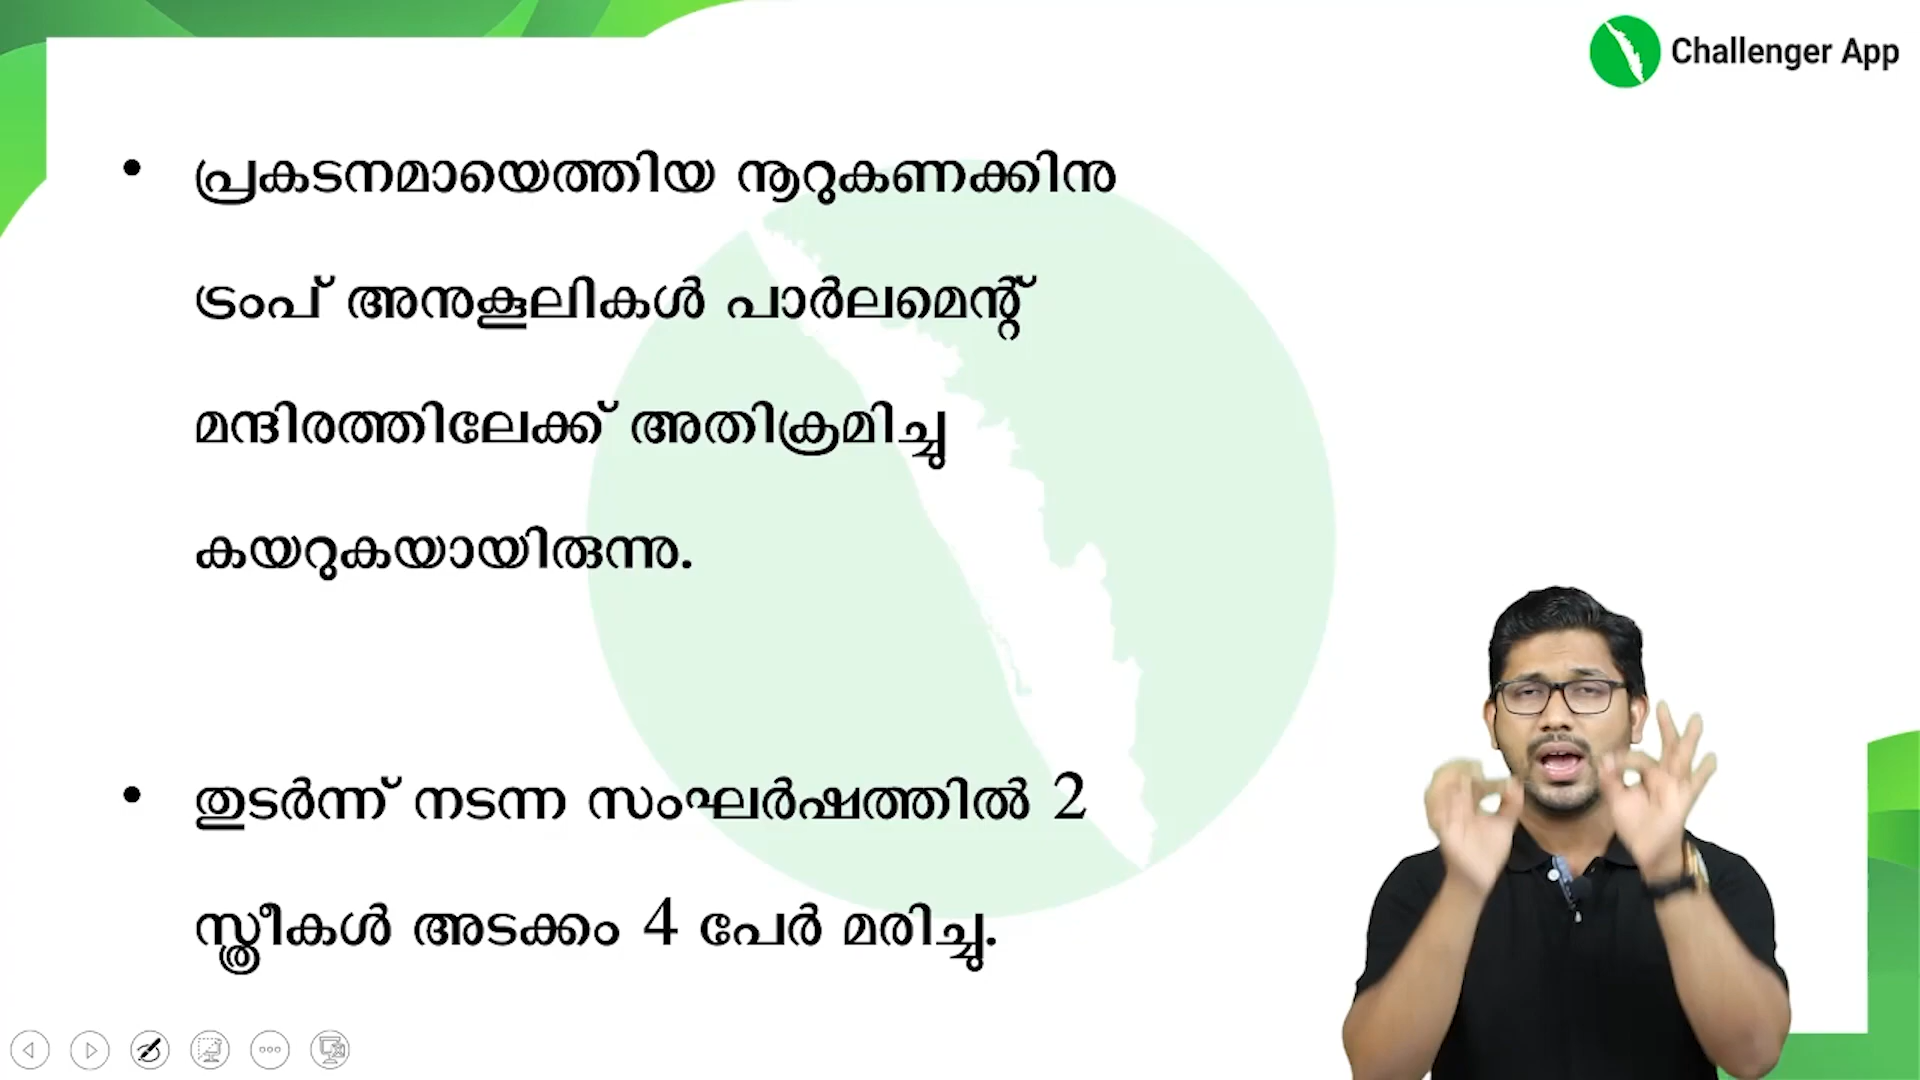 Challenger App
• പ്രകടനമായെത്തിയ നൂറുകണക്കിനു
ട്രംപ് അനുകൂലികൾ പാർലമെന്റ്
മന്ദിരത്തിലേക്ക് അതിക്രമിച്ചു
കയറുകയായിരുന്നു.
• തുടർന്ന് നടന്ന സംഘർഷത്തിൽ 2
സ്ത്രീകൾ അടക്കം 4 പേർ മരിച്ചു.